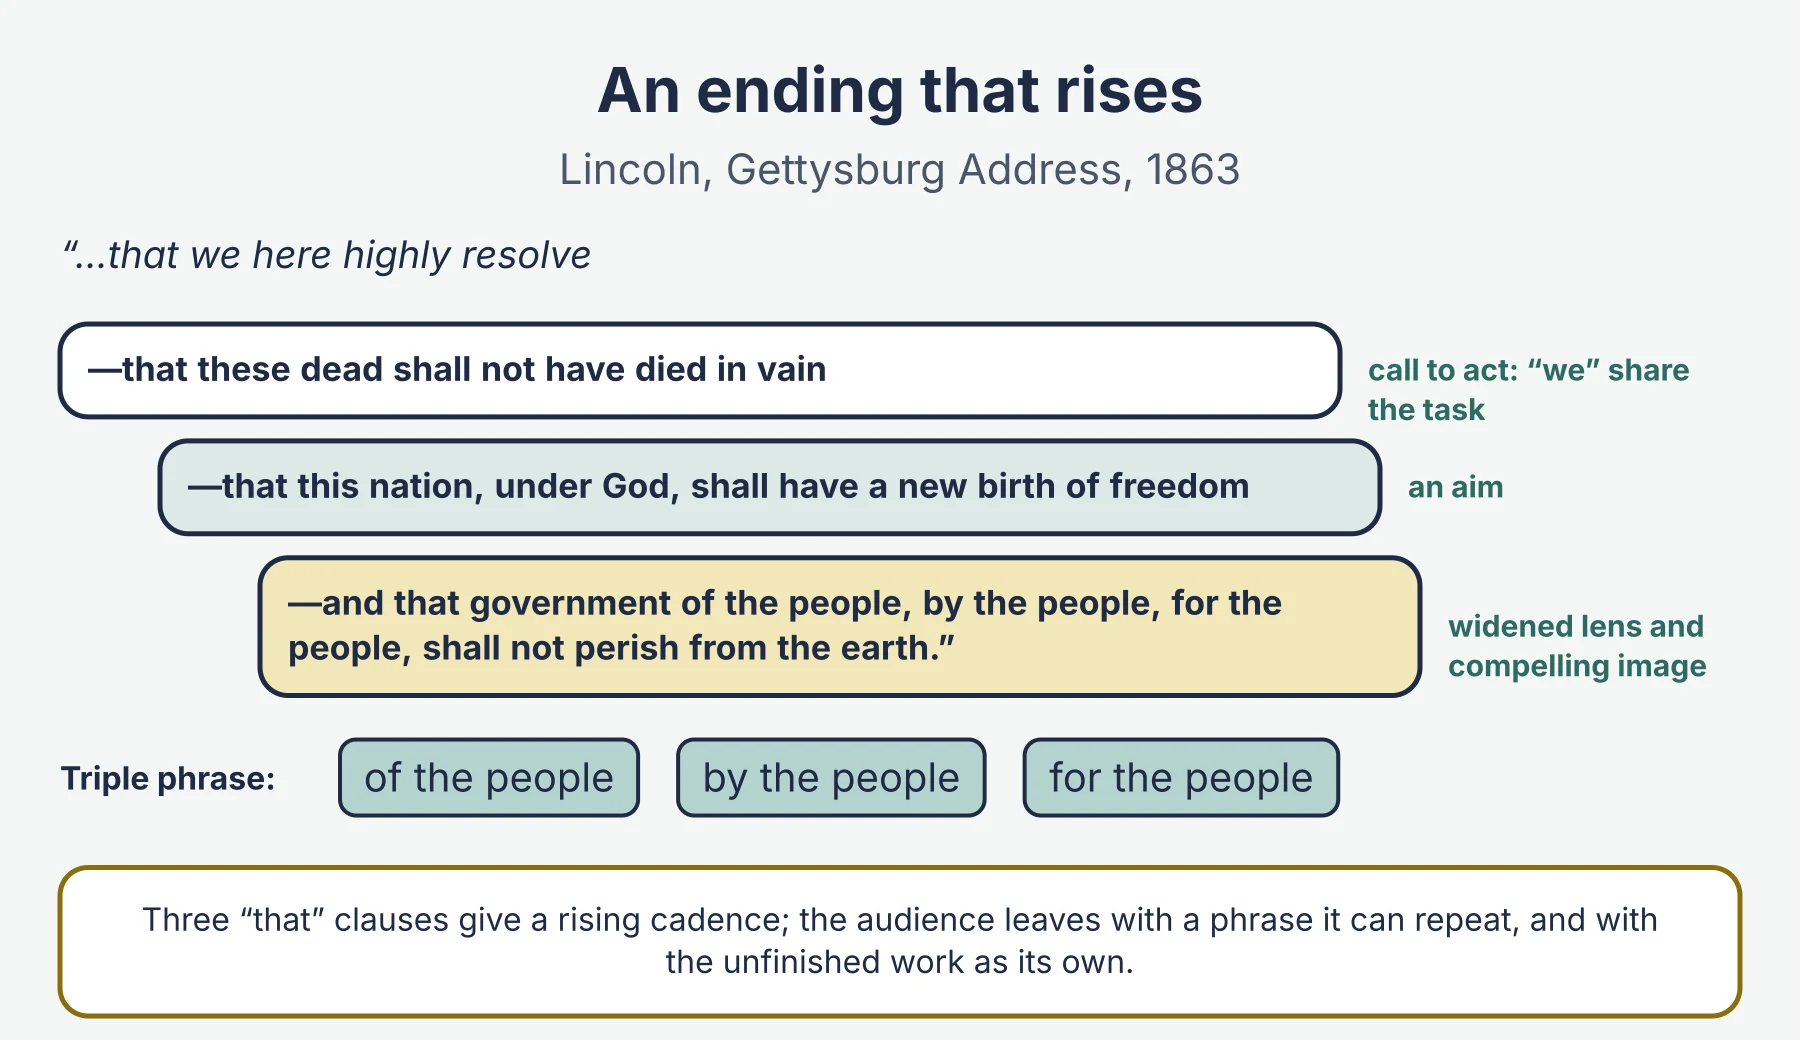 An ending that rises
Lincoln, Gettysburg Address, 1863
“…that we here highly resolve
—that these dead shall not have died in vain
call to act: “we” share
the task
—that this nation, under God, shall have a new birth of freedom
an aim
—and that government of the people, by the people, for the
people, shall not perish from the earth.”
widened lens and
compelling image
Triple phrase:
of the people
by the people
for the people
Three “that” clauses give a rising cadence; the audience leaves with a phrase it can repeat, and with
the unfinished work as its own.